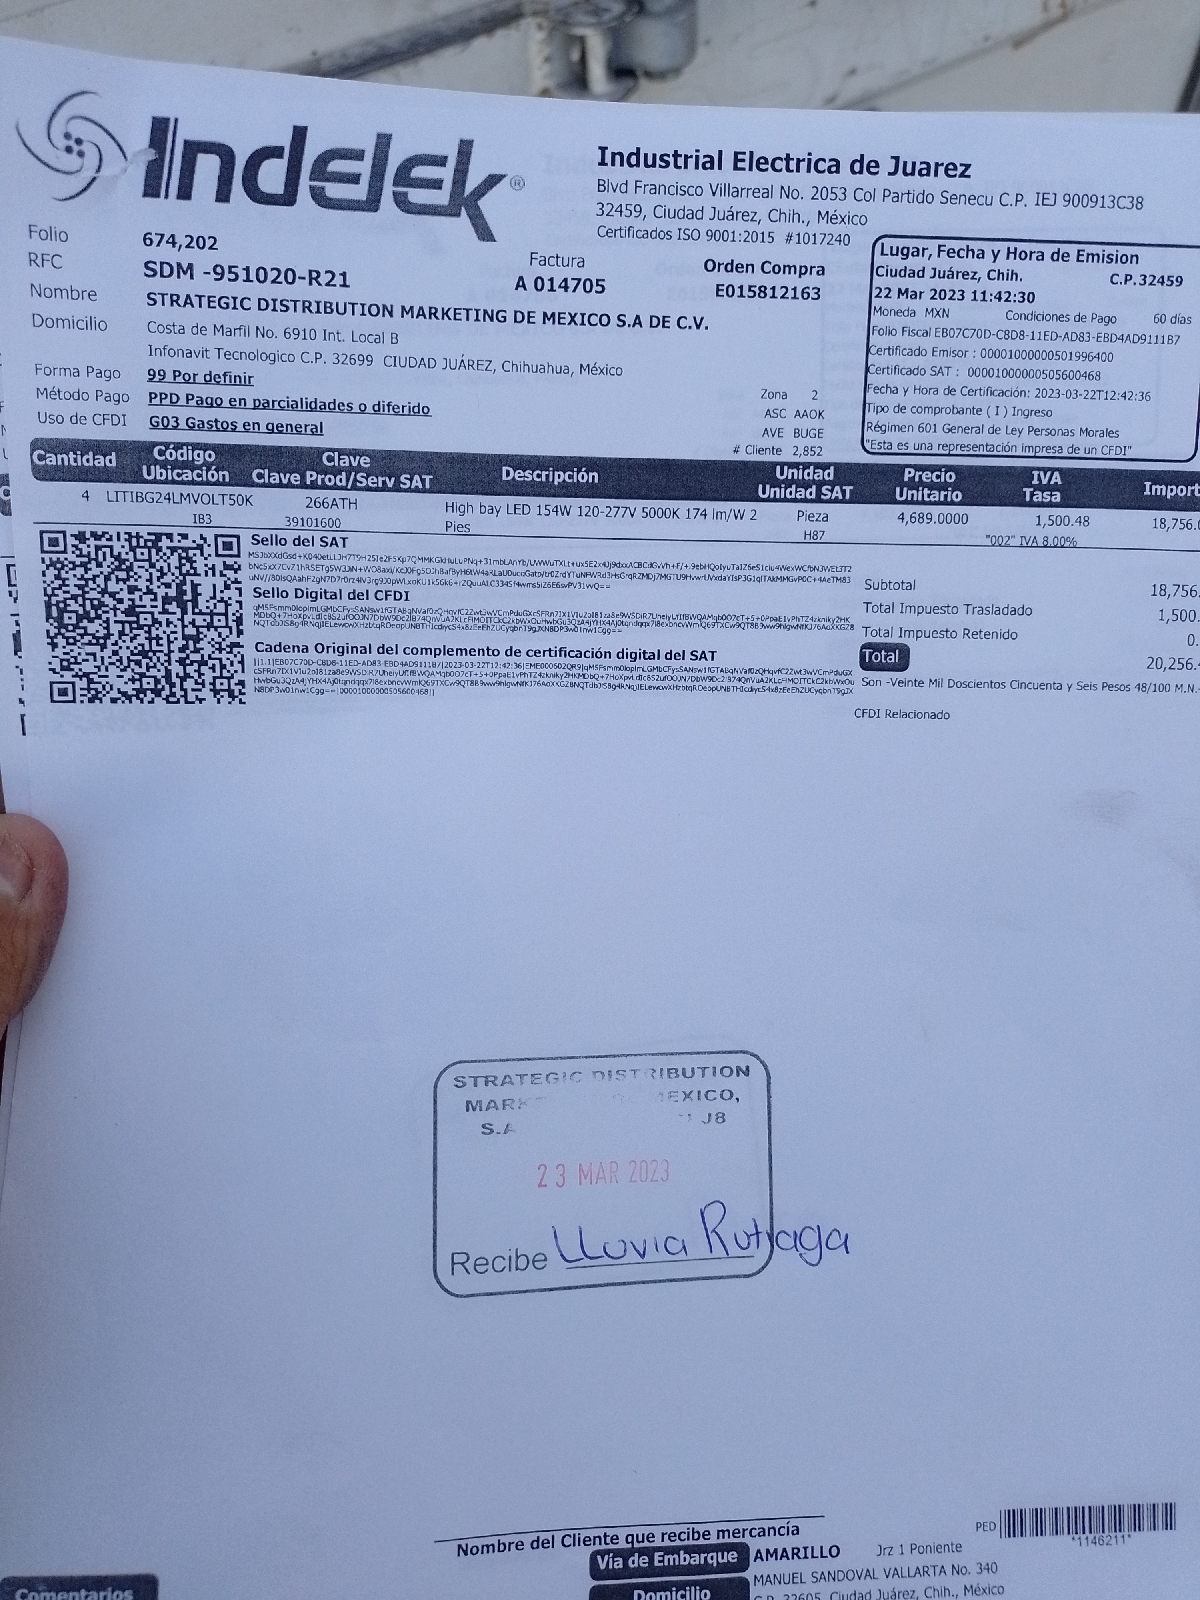 Indelek®
Industrial Electrica de Juarez
Blvd Francisco Villarreal No. 2053 Col Partido Senecu C.P. IEJ 900913C38
32459, Ciudad Juárez, Chih., México
Certificados ISO 9001:2015 #1017240
Folio 674,202
RFC SDM -951020-R21
Factura
A 014705
Orden Compra
E015812163
Nombre STRATEGIC DISTRIBUTION MARKETING DE MEXICO S.A DE C.V.
Domicilio Costa de Marfil No. 6910 Int. Local B
Infonavit Tecnologico C.P. 32699 CIUDAD JUÁREZ, Chihuahua, México
Forma Pago 99 Por definir
Método Pago PPD Pago en parcialidades o diferido
Uso de CFDI G03 Gastos en general
Zona 2
ASC AAOK
AVE BUGE
# Cliente 2,852
Lugar, Fecha y Hora de Emision
Ciudad Juárez, Chih. C.P.32459
22 Mar 2023 11:42:30
Moneda MXN Condiciones de Pago 60 días
Folio Fiscal EB07C70D-C8D8-11ED-AD83-EBD4AD9111B7
Certificado Emisor : 00001000000501996400
Certificado SAT : 00001000000505600468
Fecha y Hora de Certificación: 2023-03-22T12:42:36
Tipo de comprobante ( I ) Ingreso
Régimen 601 General de Ley Personas Morales
"Esta es una representación impresa de un CFDI"
Cantidad Código Ubicación Clave Clave Prod/Serv SAT Descripción Unidad Unidad SAT Precio Unitario IVA Tasa Import
4 LITIBG24LMVOLT50K 266ATH High bay LED 154W 120-277V 5000K 174 lm/W 2 Pieza 4,689.0000 1,500.48 18,756.
IB3 39101600 Pies H87 "002" IVA 8.00%
Sello del SAT
Sello Digital del CFDI
Cadena Original del complemento de certificación digital del SAT
Subtotal 18,756.
Total Impuesto Trasladado 1,500.
Total Impuesto Retenido 0.
Total 20,256.
Son -Veinte Mil Doscientos Cincuenta y Seis Pesos 48/100 M.N.-
CFDI Relacionado
STRATEGIC DISTRIBUTION
MARK EXICO,
S.A J8
23 MAR 2023
Recibe LLovia Rutiaga
Nombre del Cliente que recibe mercancía
PED *1146211*
Vía de Embarque AMARILLO Jrz 1 Poniente
Domicilio MANUEL SANDOVAL VALLARTA No. 340
C.P. 32605, Ciudad Juárez, Chih., México
Comentarios